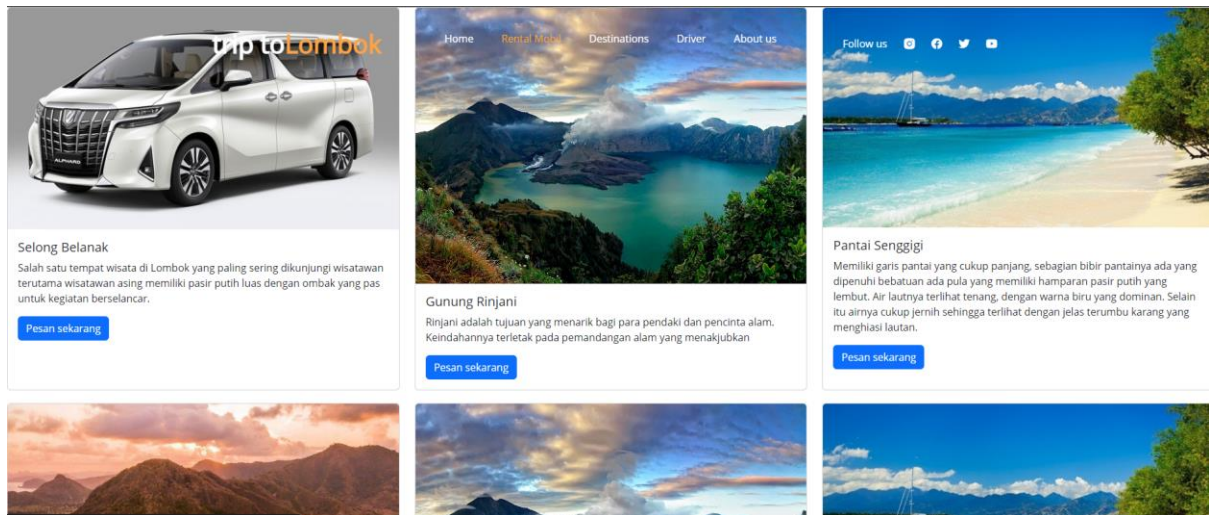 trip toLombok
Home Rental Mobil Destinations Driver About us
Follow us
ALPHARD
Selong Belanak
Salah satu tempat wisata di Lombok yang paling sering dikunjungi wisatawan
terutama wisatawan asing memiliki pasir putih luas dengan ombak yang pas
untuk kegiatan berselancar.
Pesan sekarang
Gunung Rinjani
Rinjani adalah tujuan yang menarik bagi para pendaki dan pencinta alam.
Keindahannya terletak pada pemandangan alam yang menakjubkan
Pesan sekarang
Pantai Senggigi
Memiliki garis pantai yang cukup panjang, sebagian bibir pantainya ada yang
dipenuhi bebatuan ada pula yang memiliki hamparan pasir putih yang
lembut. Air lautnya terlihat tenang, dengan warna biru yang dominan. Selain
itu airnya cukup jernih sehingga terlihat dengan jelas terumbu karang yang
menghiasi lautan.
Pesan sekarang